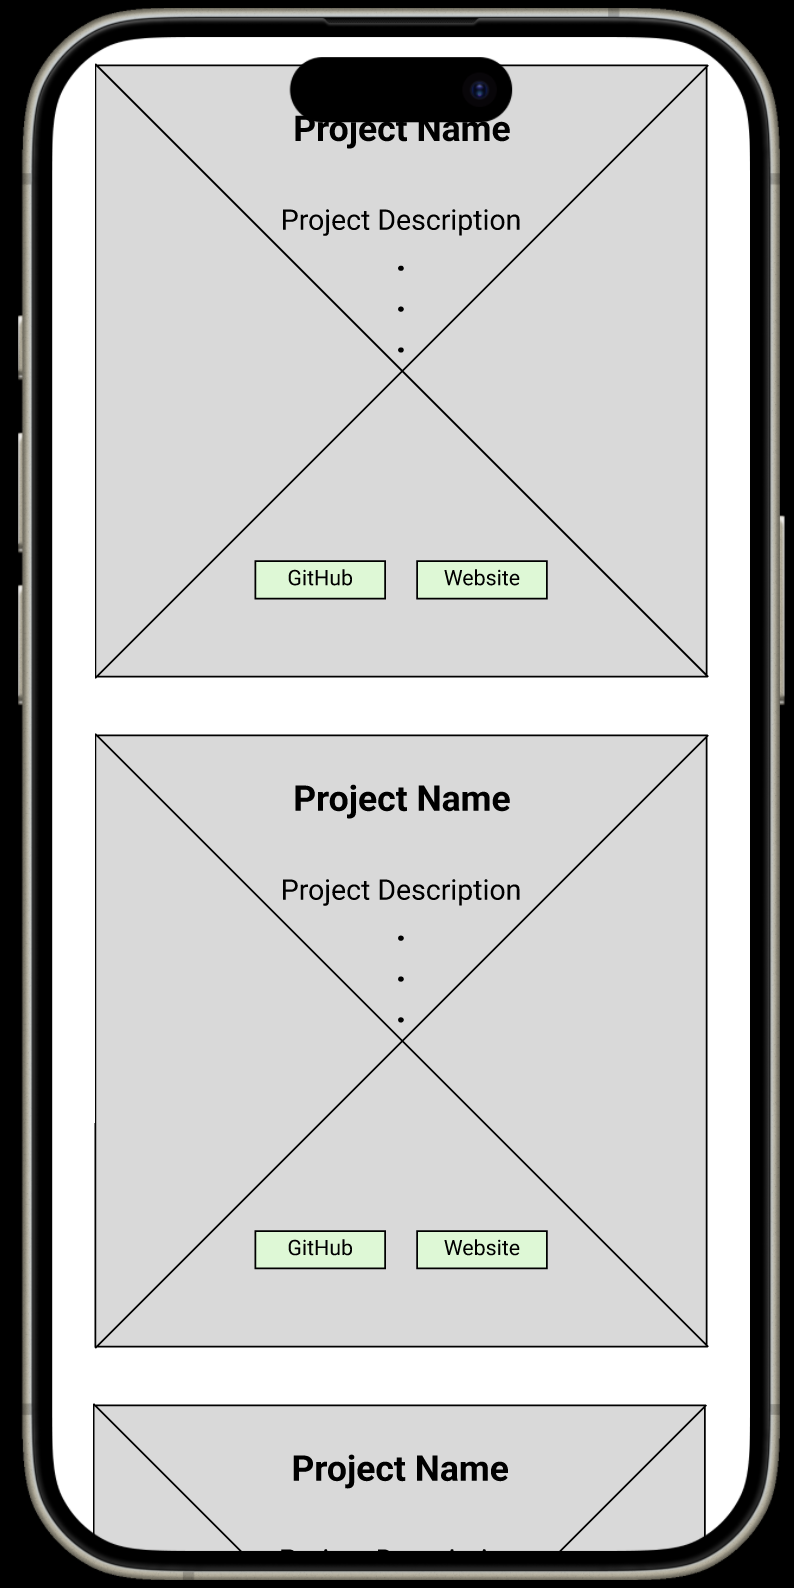 Project Name
Project Description
.
.
.
GitHub Website
Project Name
Project Description
.
.
.
GitHub Website
Project Name